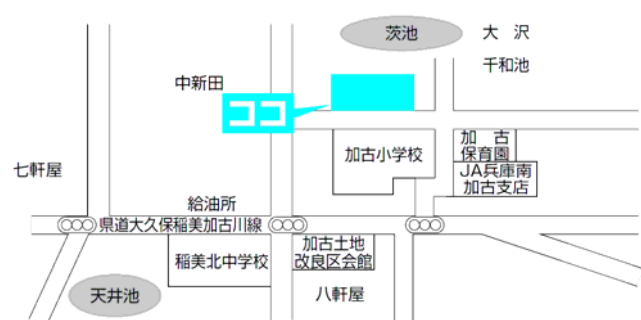 茨池
大 沢
千和池
中新田
ココ
加古小学校
加 古
保育園
JA兵庫南
加古支店
七軒屋
給油所
県道大久保稲美加古川線
加古土地
改良区会館
稲美北中学校
八軒屋
天井池